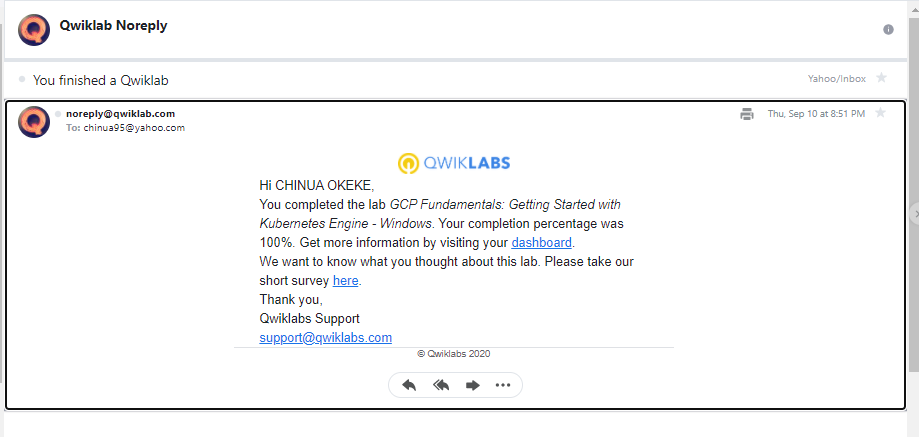 Qwiklab Noreply
You finished a Qwiklab
Yahoo/Inbox
noreply@qwiklab.com
Thu, Sep 10 at 8:51 PM
To: chinua95@yahoo.com
QWIKLABS
Hi CHINUA OKEKE,
You completed the lab GCP Fundamentals: Getting Started with
Kubernetes Engine - Windows. Your completion percentage was
100%. Get more information by visiting your dashboard.
We want to know what you thought about this lab. Please take our
short survey here.
Thank you,
Qwiklabs Support
support@qwiklabs.com
© Qwiklabs 2020